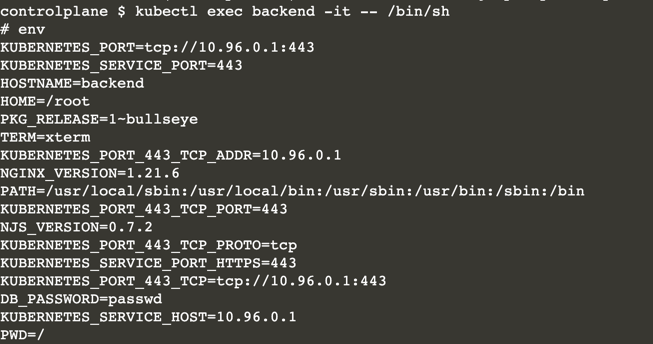 controlplane $ kubectl exec backend -it -- /bin/sh
# env
KUBERNETES_PORT=tcp://10.96.0.1:443
KUBERNETES_SERVICE_PORT=443
HOSTNAME=backend
HOME=/root
PKG_RELEASE=1~bullseye
TERM=xterm
KUBERNETES_PORT_443_TCP_ADDR=10.96.0.1
NGINX_VERSION=1.21.6
PATH=/usr/local/sbin:/usr/local/bin:/usr/sbin:/usr/bin:/sbin:/bin
KUBERNETES_PORT_443_TCP_PORT=443
NJS_VERSION=0.7.2
KUBERNETES_PORT_443_TCP_PROTO=tcp
KUBERNETES_SERVICE_PORT_HTTPS=443
KUBERNETES_PORT_443_TCP=tcp://10.96.0.1:443
DB_PASSWORD=passwd
KUBERNETES_SERVICE_HOST=10.96.0.1
PWD=/